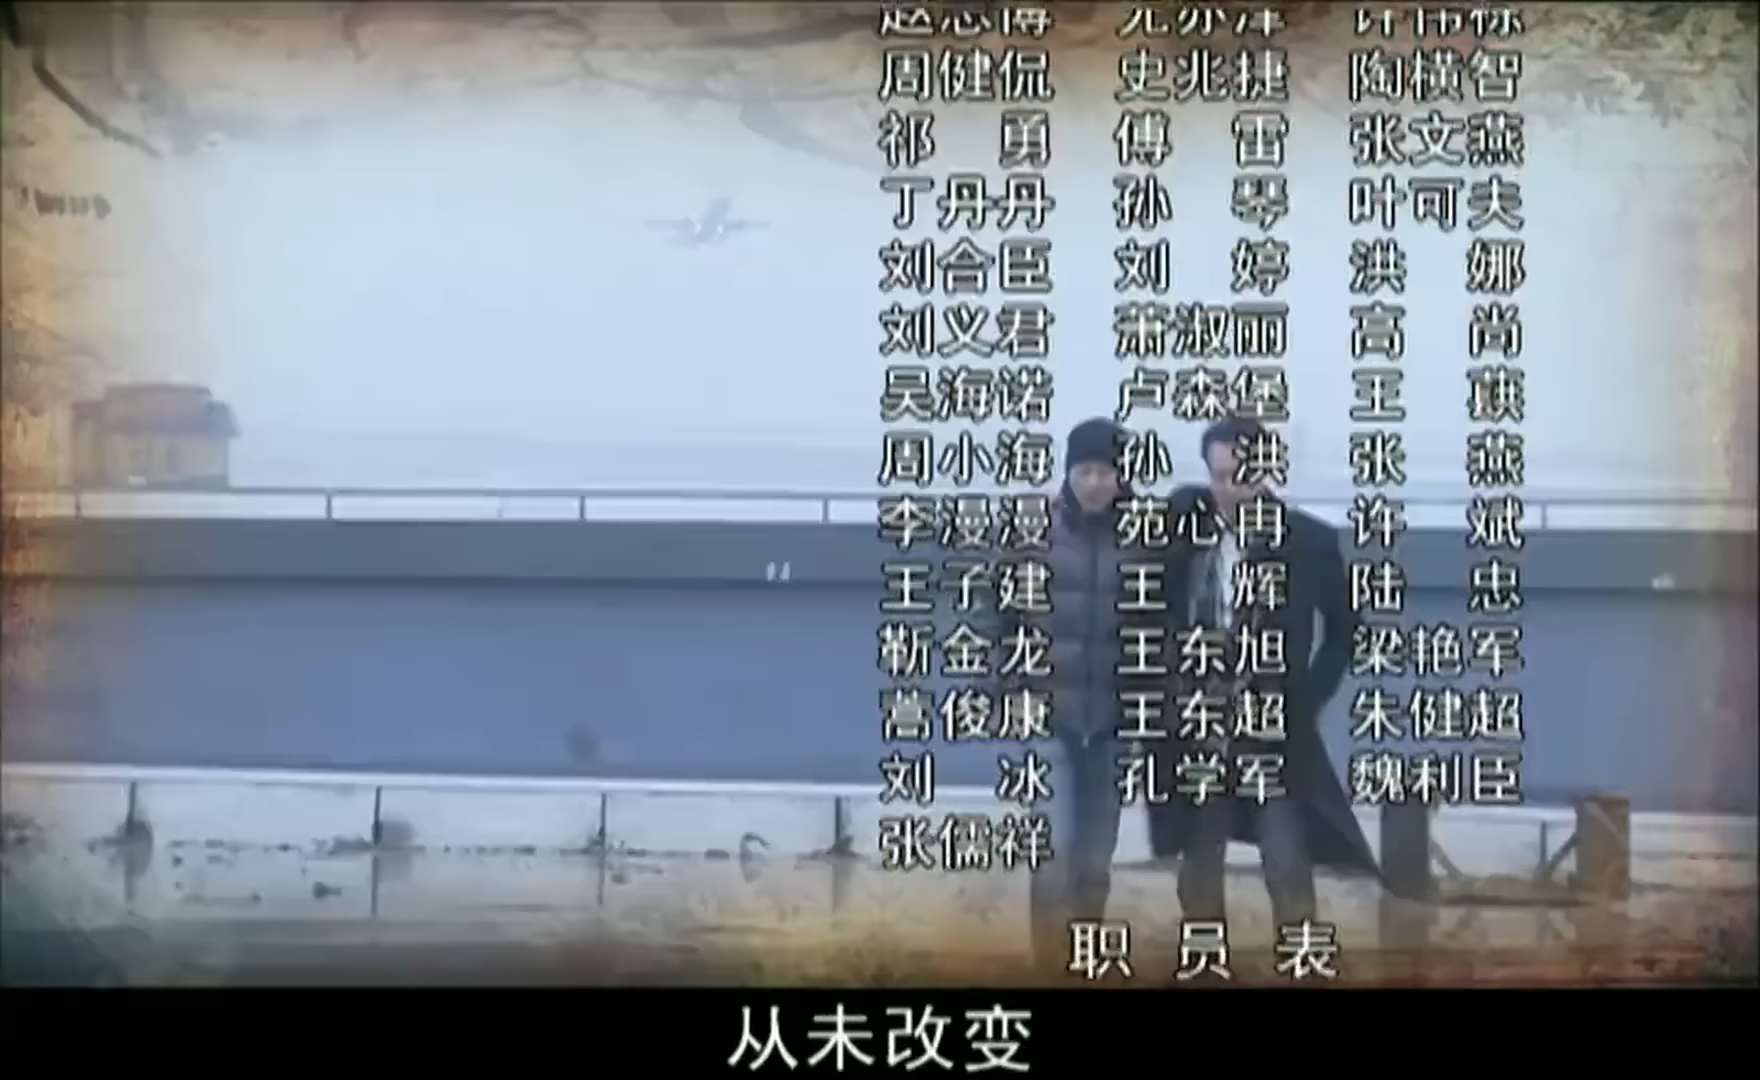 周健侃 史兆捷 陶横智
祁 勇 傅 雷 张文燕
丁丹丹 孙 琴 叶可夫
刘合臣 刘 婷 洪 娜
刘义君 萧淑丽 高 尚
吴海诺 卢森堡 王
周小海 孙 洪 张 燕
李漫漫 苑心冉 许 斌
王子建 王 辉 陆 忠
靳金龙 王东旭 梁艳军
蒿俊康 王东超 朱健超
刘 冰 孔学军 魏利臣
张儒祥
职员表
从未改变